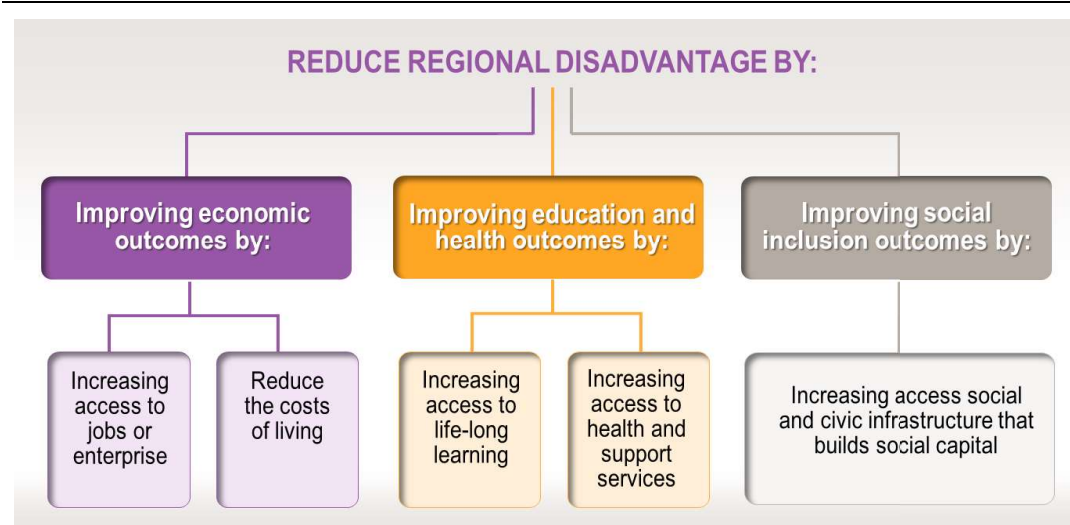 REDUCE REGIONAL DISADVANTAGE BY:
Improving economic
outcomes by:
Improving education and
health outcomes by:
Improving social
inclusion outcomes by:
Increasing
access to
jobs or
enterprise
Reduce
the costs
of living
Increasing
access to
life-long
learning
Increasing
access to
health and
support
services
Increasing access social
and civic infrastructure that
builds social capital